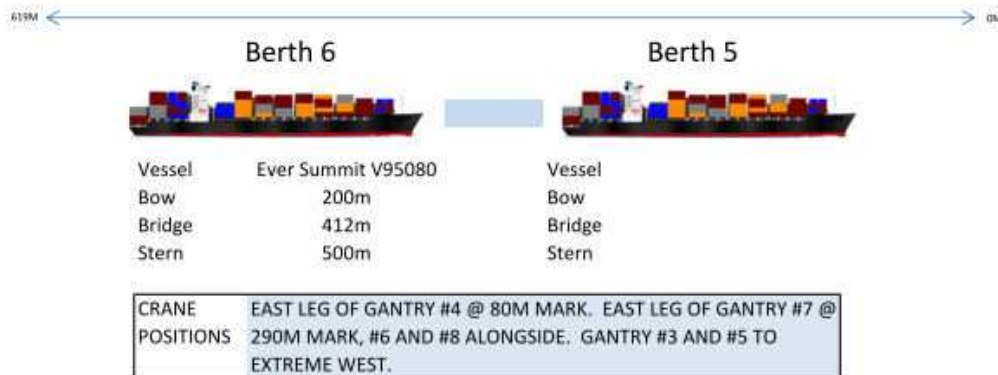 619M 0M
Berth 6 Berth 5
Vessel Ever Summit V95080 Vessel
Bow 200m Bow
Bridge 412m Bridge
Stern 500m Stern
CRANE EAST LEG OF GANTRY #4 @ 80M MARK. EAST LEG OF GANTRY #7 @
POSITIONS 290M MARK, #6 AND #8 ALONGSIDE. GANTRY #3 AND #5 TO
EXTREME WEST.